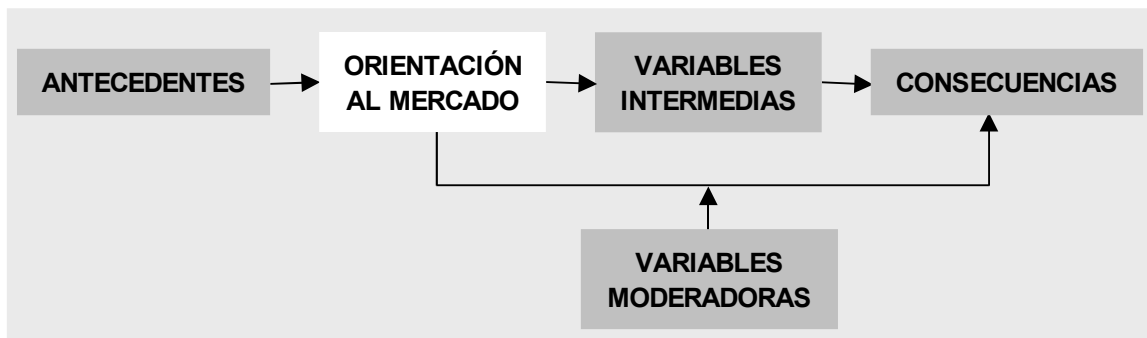 ANTECEDENTES
ORIENTACIÓN
AL MERCADO
VARIABLES
INTERMEDIAS
CONSECUENCIAS
VARIABLES
MODERADORAS